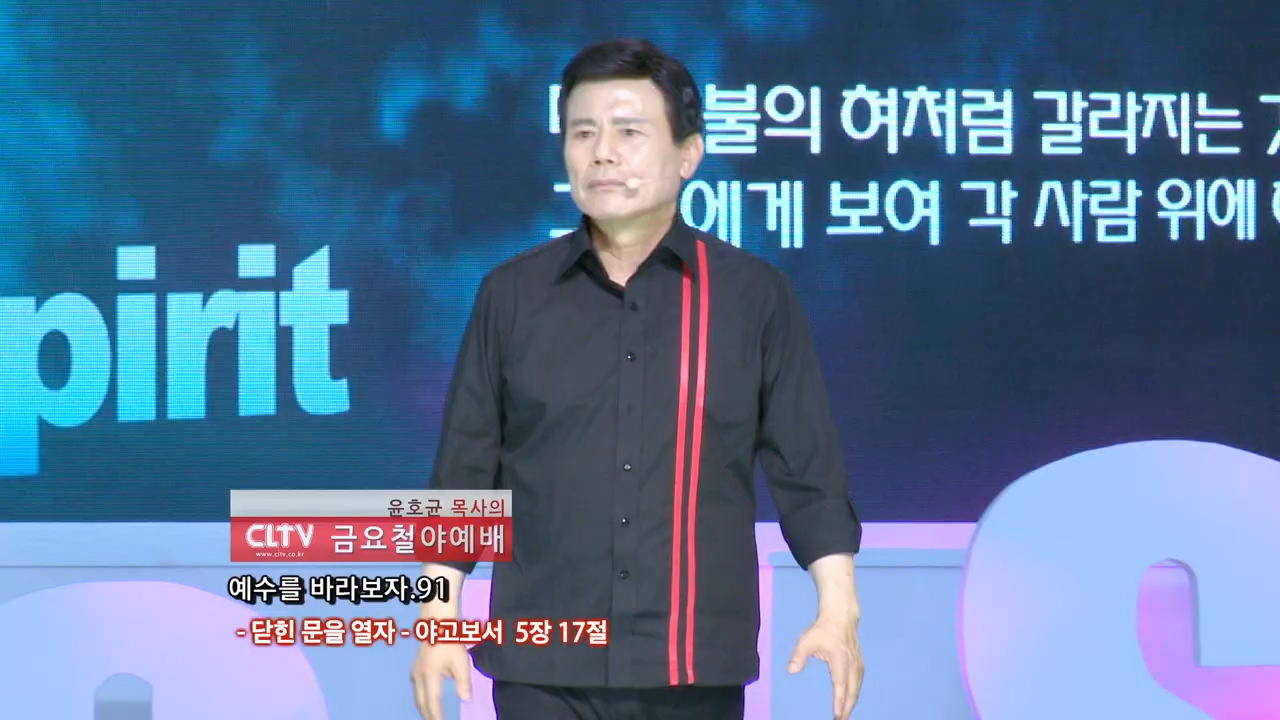 불의 혀처럼 갈라지는
에게 보여 각 사람 위에
pirit
윤호균 목사의
CLTV 금요철야예배
www.cltv.co.kr
예수를 바라보자.91
- 닫힌 문을 열자 - 야고보서 5장 17절